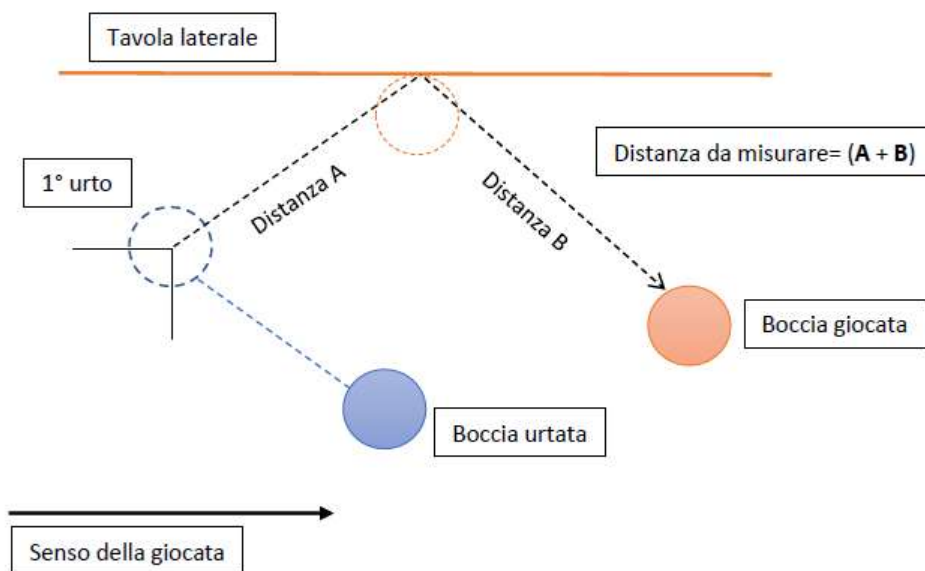 Tavola laterale
Distanza da misurare= (A + B)
1° urto
Distanza A
Distanza B
Boccia giocata
Boccia urtata
Senso della giocata